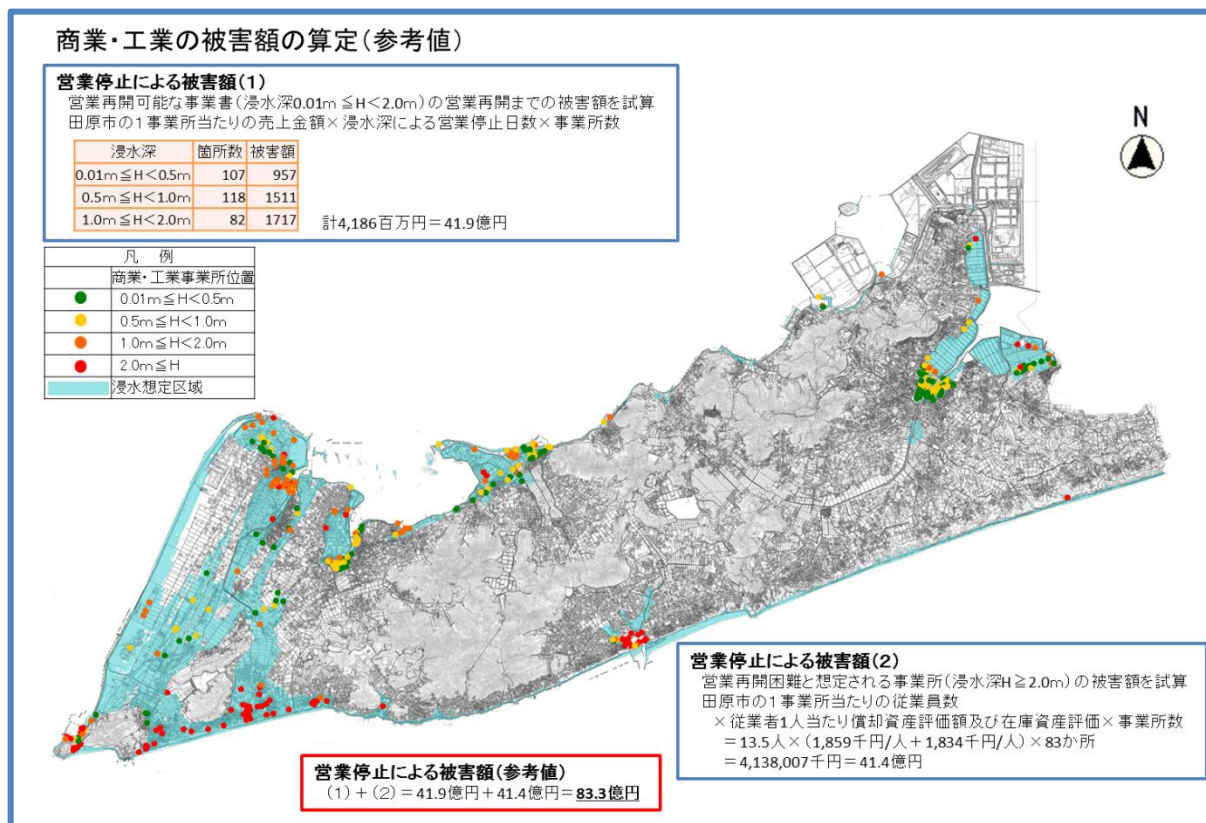 商業・工業の被害額の算定(参考値)
営業停止による被害額(1)
営業再開可能な事業書(浸水深0.01m≦H<2.0m)の営業再開までの被害額を試算
田原市の1事業所当たりの売上金額×浸水深による営業停止日数×事業所数
浸水深 箇所数 被害額
0.01m≦H<0.5m 107 957
0.5m≦H<1.0m 118 1511
1.0m≦H<2.0m 82 1717
計4,186百万円=41.9億円
N
凡 例
商業・工業事業所位置
0.01m≦H<0.5m
0.5m≦H<1.0m
1.0m≦H<2.0m
2.0m≦H
浸水想定区域
営業停止による被害額(2)
営業再開困難と想定される事業所(浸水深H≧2.0m)の被害額を試算
田原市の1事業所当たりの従業員数
×従業者1人当たり償却資産評価額及び在庫資産評価×事業所数
=13.5人×(1,859千円/人+1,834千円/人)×83か所
=4,138,007千円=41.4億円
営業停止による被害額(参考値)
(1)+(2)=41.9億円+41.4億円=83.3億円